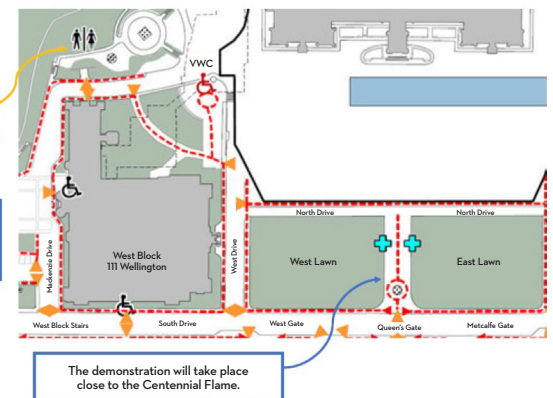 VWC
North Drive
North Drive
West Block
111 Wellington
West Lawn
East Lawn
Mackenzie Drive
West Drive
West Block Stairs
South Drive
West Gate
Queen's Gate
Metcalfe Gate
The demonstration will take place
close to the Centennial Flame.